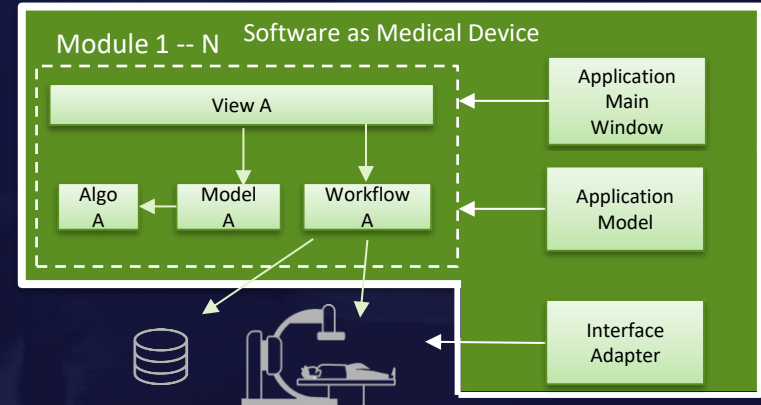 Software as Medical Device
Module 1 -- N
View A
Algo
A
Model
A
Workflow
A
Application
Main
Window
Application
Model
Interface
Adapter